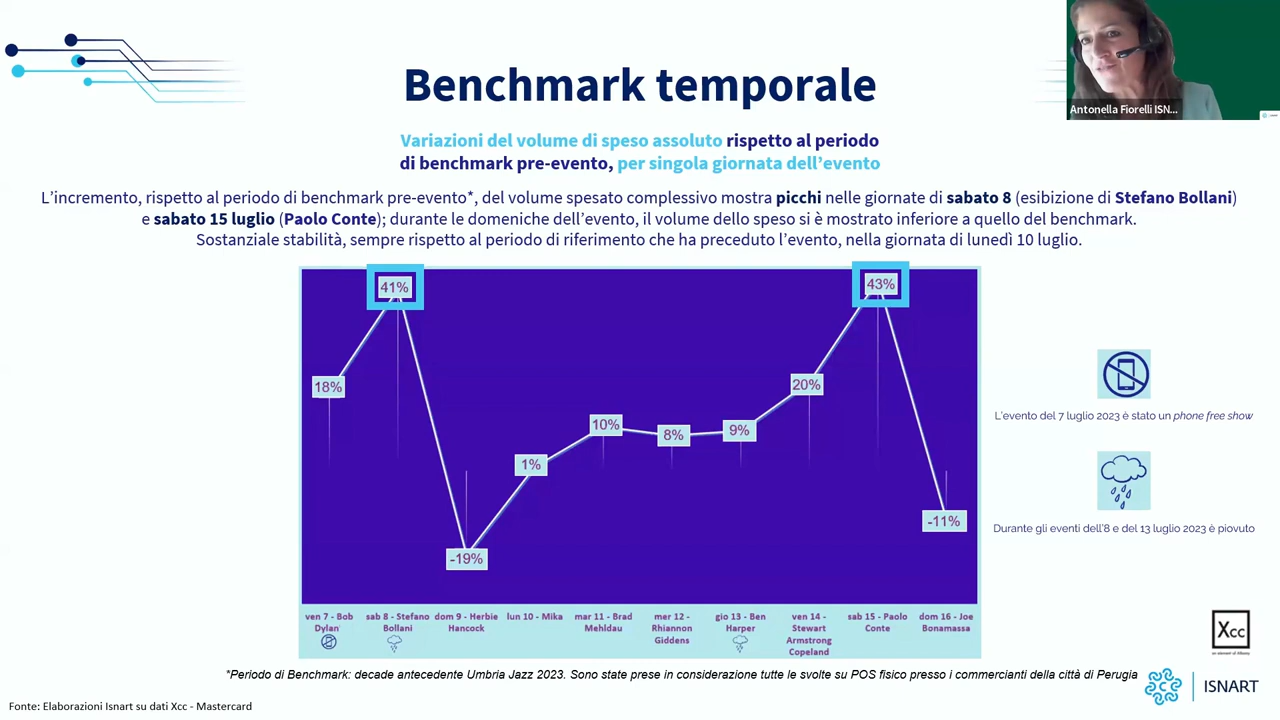 Antonella Fiorelli ISN...
Benchmark temporale
Variazioni del volume di speso assoluto rispetto al periodo
di benchmark pre-evento, per singola giornata dell'evento
L'incremento, rispetto al periodo di benchmark pre-evento*, del volume spesato complessivo mostra picchi nelle giornate di sabato 8 (esibizione di Stefano Bollani)
e sabato 15 luglio (Paolo Conte); durante le domeniche dell'evento, il volume dello speso si è mostrato inferiore a quello del benchmark.
Sostanziale stabilità, sempre rispetto al periodo di riferimento che ha preceduto l'evento, nella giornata di lunedì 10 luglio.
18%
41%
-19%
1%
10%
8%
9%
20%
43%
-11%
ven 7 - Bob
Dylan
sab 8 - Stefano
Bollani
dom 9 - Herbie
Hancock
lun 10 - Mika
mar 11 - Brad
Mehldau
mer 12 -
Rhiannon
Giddens
gio 13 - Ben
Harper
ven 14 -
Stewart
Armstrong
Copeland
sab 15 - Paolo
Conte
dom 16 - Joe
Bonamassa
L'evento del 7 luglio 2023 è stato un phone free show
Durante gli eventi dell'8 e del 13 luglio 2023 è piovuto
Xcc
*Periodo di Benchmark: decade antecedente Umbria Jazz 2023. Sono state prese in considerazione tutte le svolte su POS fisico presso i commercianti della città di Perugia
ISNART
Fonte: Elaborazioni Isnart su dati Xcc - Mastercard